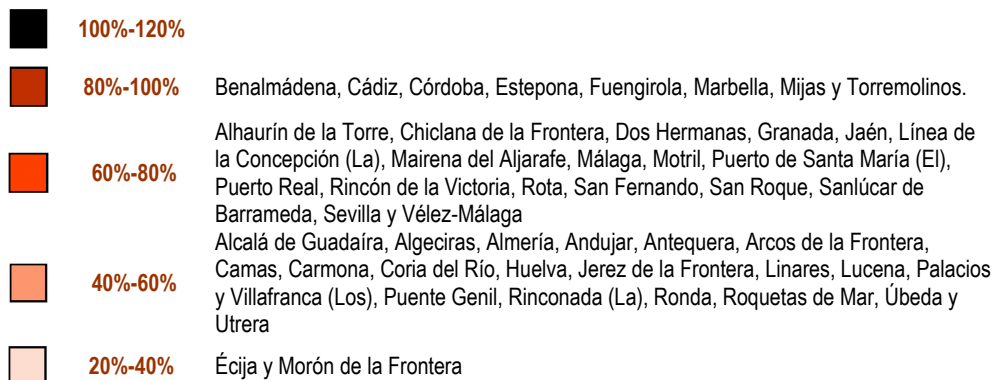 100%-120%
80%-100% Benalmádena, Cádiz, Córdoba, Estepona, Fuengirola, Marbella, Mijas y Torremolinos.
Alhaurín de la Torre, Chiclana de la Frontera, Dos Hermanas, Granada, Jaén, Línea de
la Concepción (La), Mairena del Aljarafe, Málaga, Motril, Puerto de Santa María (El),
60%-80%
Puerto Real, Rincón de la Victoria, Rota, San Fernando, San Roque, Sanlúcar de
Barrameda, Sevilla y Vélez-Málaga
Alcalá de Guadaíra, Algeciras, Almería, Andujar, Antequera, Arcos de la Frontera,
Camas, Carmona, Coria del Río, Huelva, Jerez de la Frontera, Linares, Lucena, Palacios
40%-60%
y Villafranca (Los), Puente Genil, Rinconada (La), Ronda, Roquetas de Mar, Úbeda y
Utrera
20%-40% Écija y Morón de la Frontera